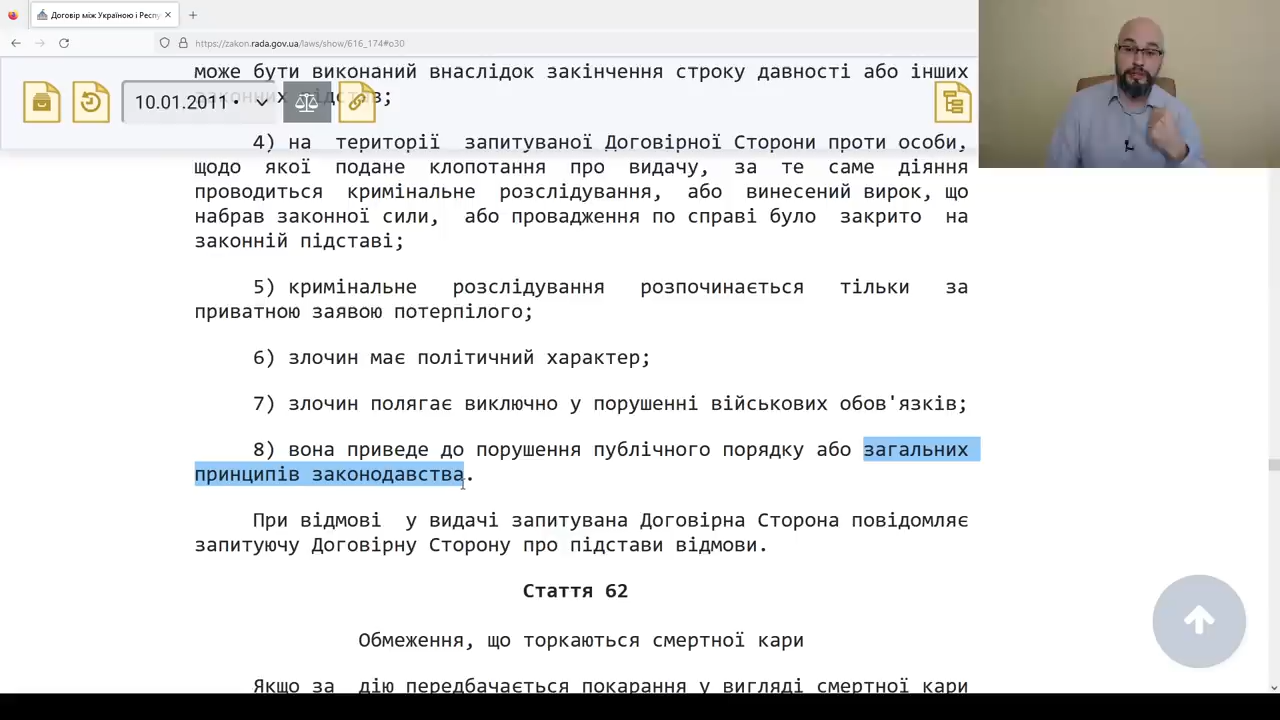 Договір між Україною і Респу
https://zakon.rada.gov.ua/laws/show/616_174#o30
може бути виконаний внаслідок закінчення строку давності або інших
законних підстав;
10.01.2011 •
4) на території запитуваної Договірної Сторони проти особи,
щодо якої подане клопотання про видачу, за те саме діяння
проводиться кримінальне розслідування, або винесений вирок, що
набрав законної сили, або провадження по справі було закрито на
законній підставі;
5) кримінальне розслідування розпочинається тільки за
приватною заявою потерпілого;
6) злочин має політичний характер;
7) злочин полягає виключно у порушенні військових обов'язків;
8) вона приведе до порушення публічного порядку або загальних
принципів законодавства.
При відмові у видачі запитувана Договірна Сторона повідомляє
запитуючу Договірну Сторону про підстави відмови.
Стаття 62
Обмеження, що торкаються смертної кари
Якщо за дію передбачається покарання у вигляді смертної кари